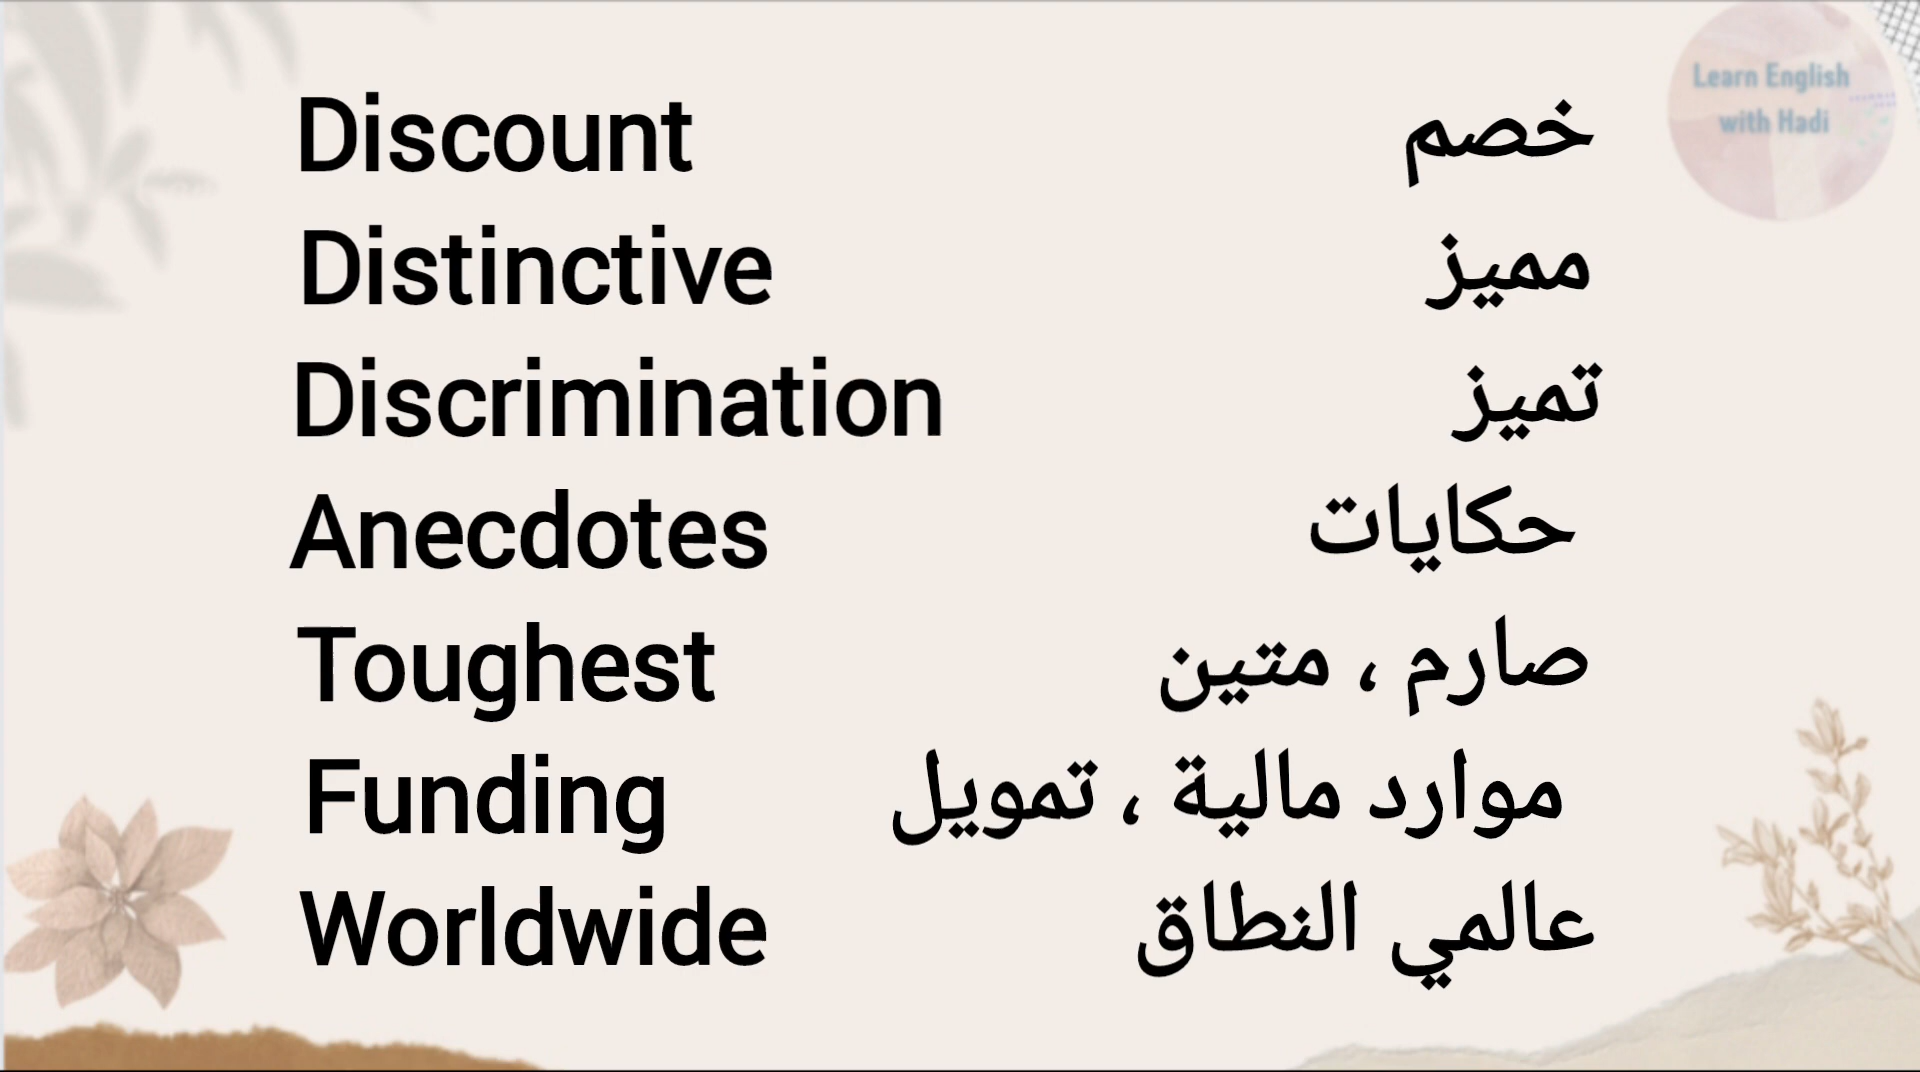 Learn English
with Hadi
Discount خصم
Distinctive مميز
Discrimination تميز
Anecdotes حكايات
Toughest صارم ، متين
Funding موارد مالية ، تمويل
Worldwide عالمي النطاق